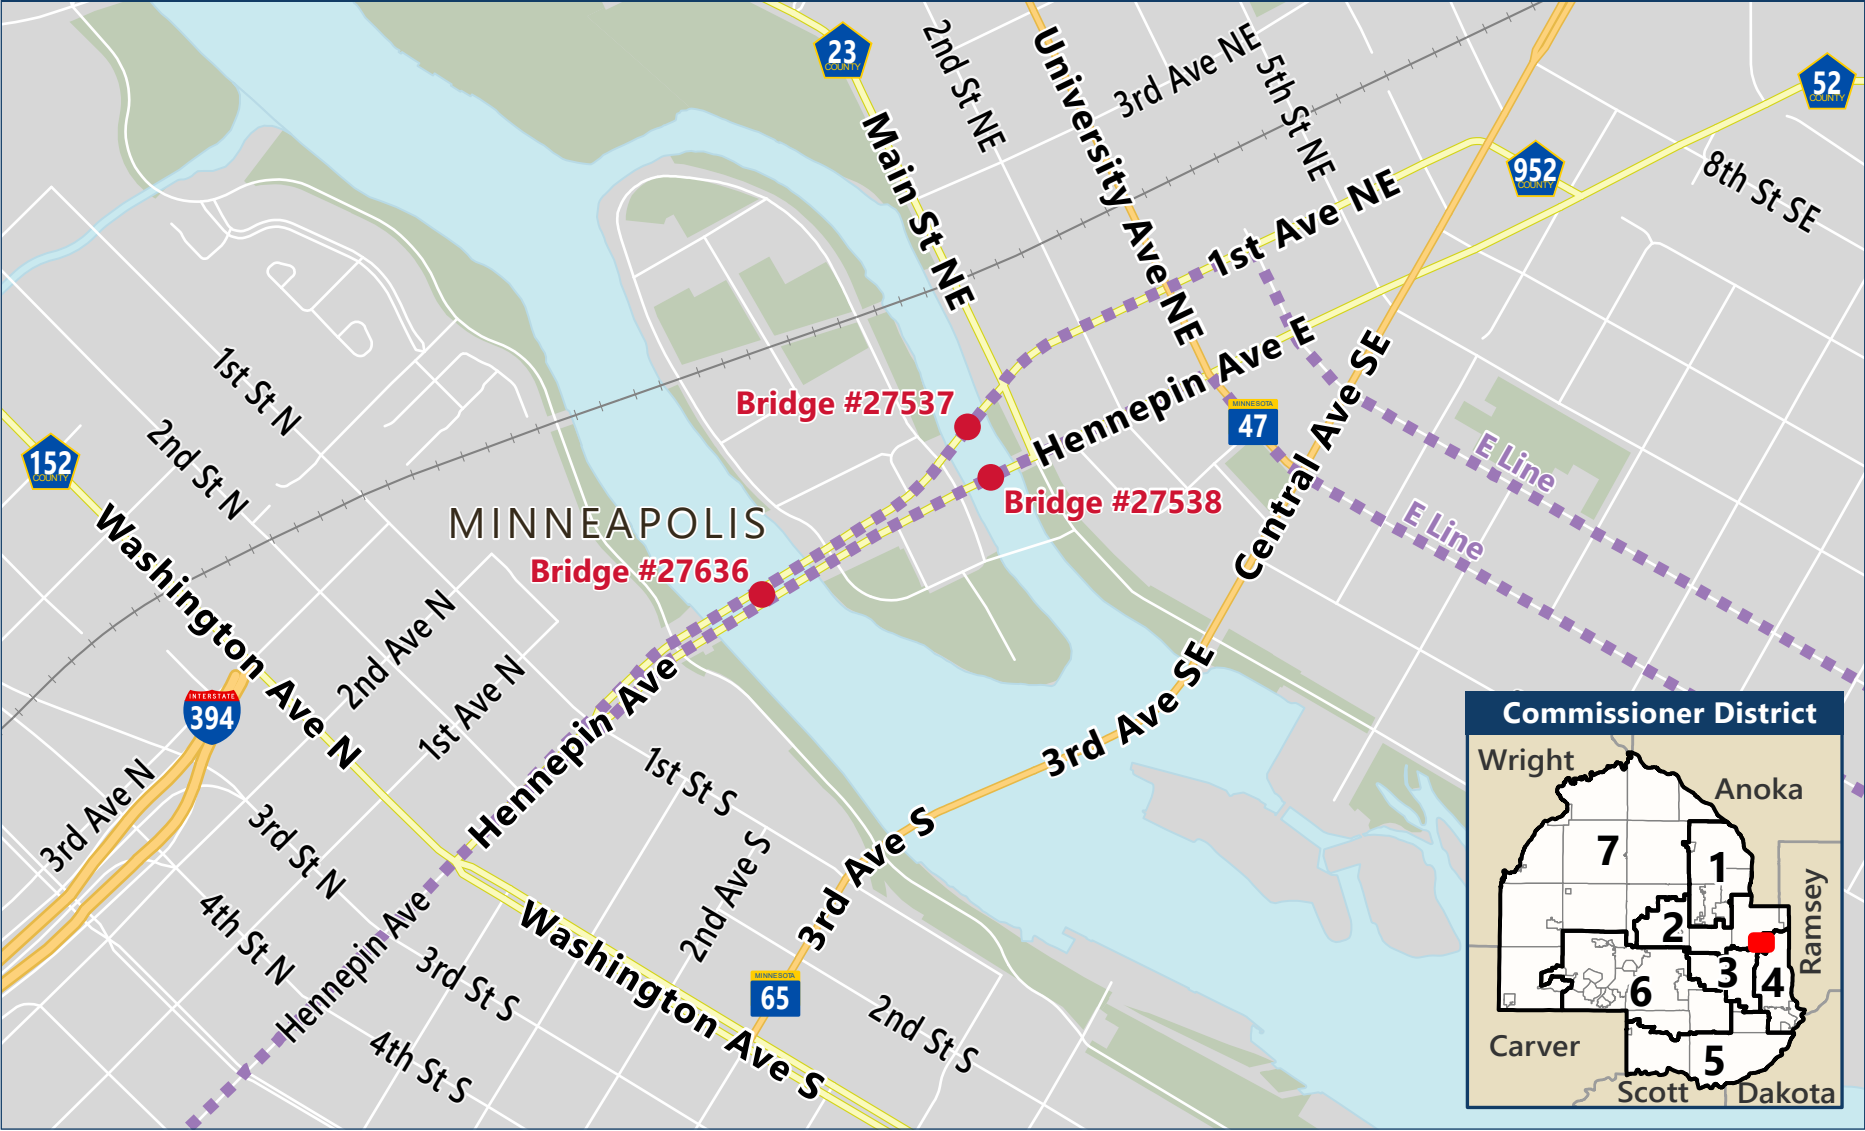 23
COUNTY
2nd St NE
University Ave NE
3rd Ave NE
5th St NE
52
COUNTY
Main St NE
952
COUNTY
8th St SE
1st Ave NE
1st St N
Hennepin Ave E
Central Ave SE
Bridge #27537
MINNESOTA
47
2nd St N
152
COUNTY
E Line
Bridge #27538
MINNEAPOLIS
E Line
Bridge #27636
Washington Ave N
2nd Ave N
1st Ave N
INTERSTATE
394
Hennepin Ave
3rd Ave SE
3rd Ave N
1st St S
3rd St N
3rd Ave S
2nd Ave S
4th St N
Hennepin Ave
3rd St S
Washington Ave S
MINNESOTA
65
2nd St S
4th St S
Commissioner District
Wright
Anoka
7
1
2
Ramsey
3
4
6
Carver
5
Scott
Dakota